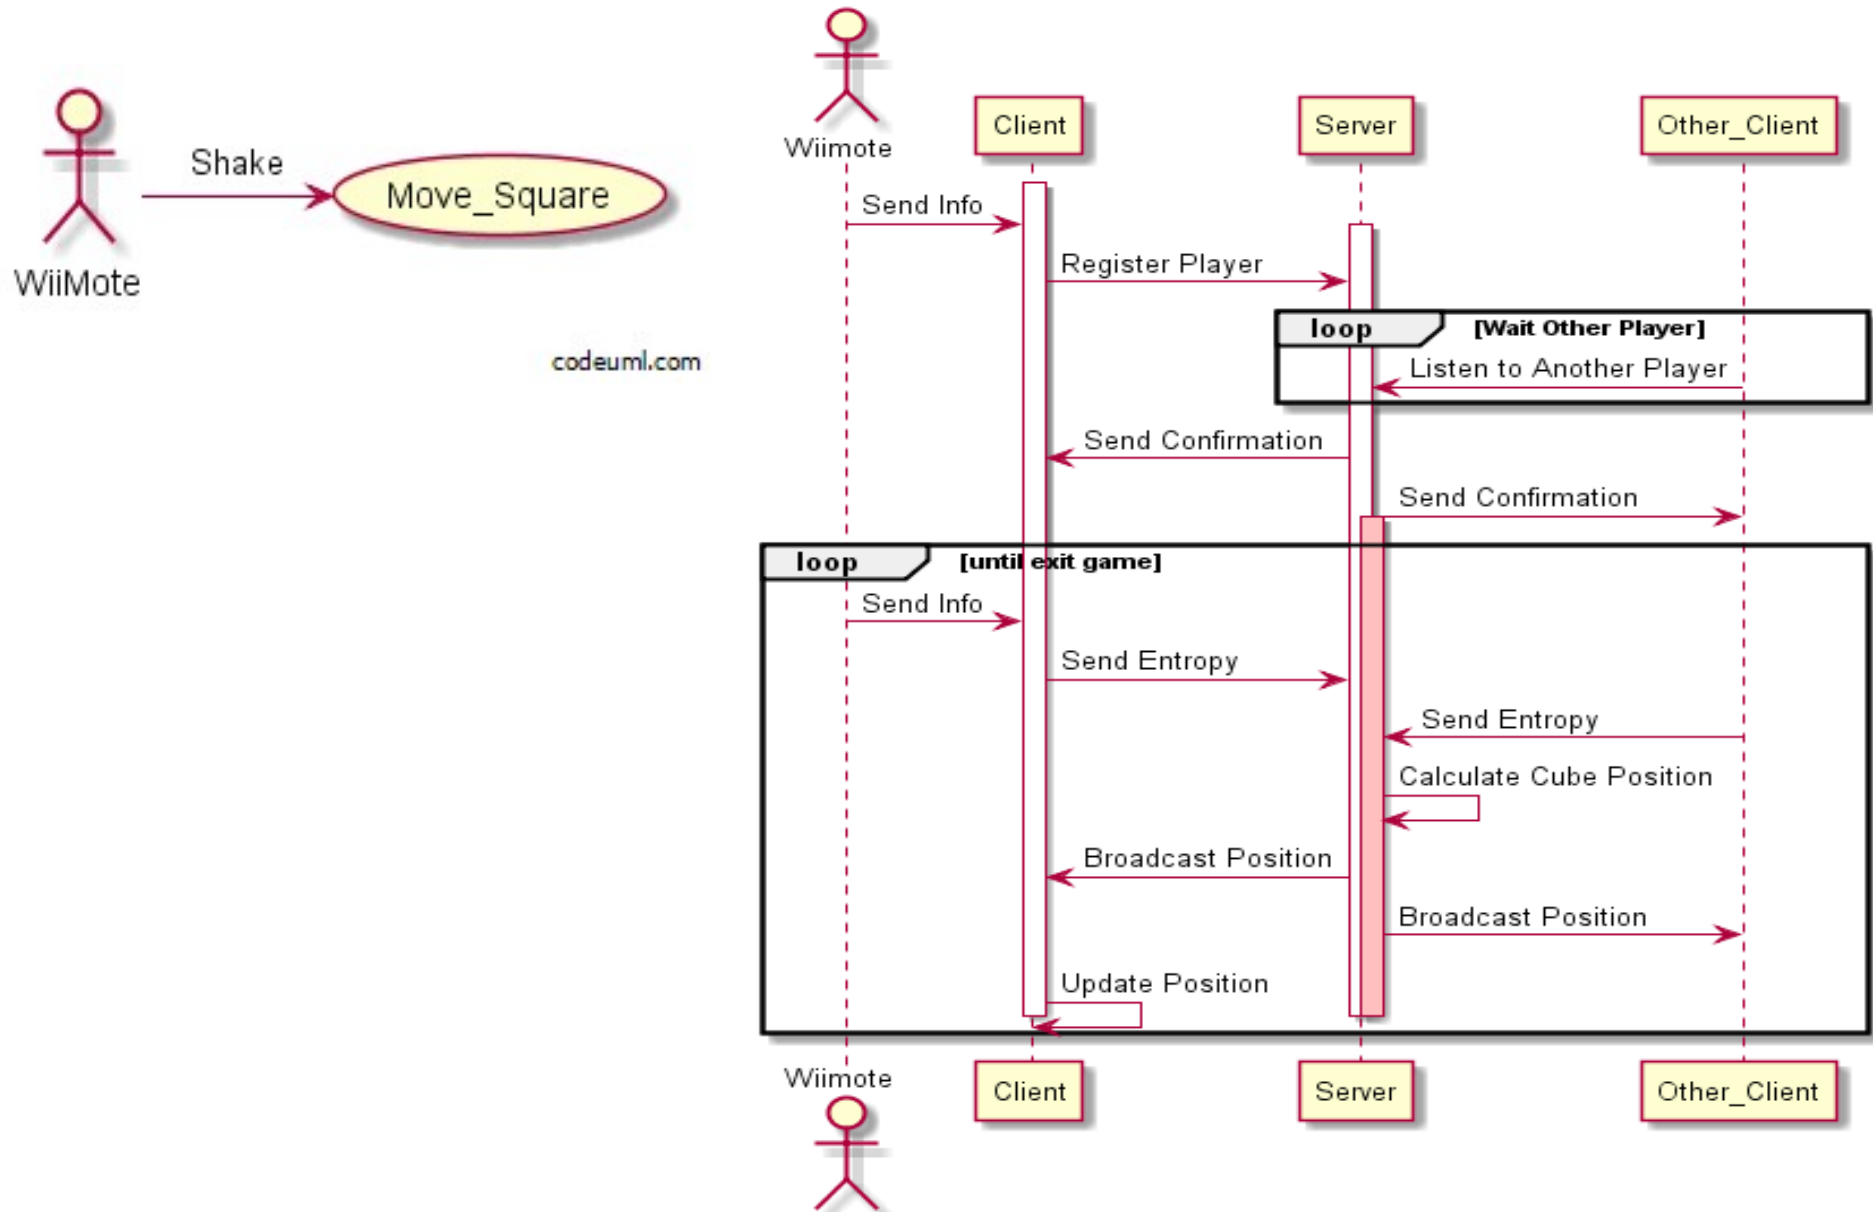 Shake
Move_Square
WiiMote
codeuml.com
Wiimote
Client
Server
Other_Client
Send Info
Register Player
loop [Wait Other Player]
Listen to Another Player
Send Confirmation
Send Confirmation
loop [until exit game]
Send Info
Send Entropy
Send Entropy
Calculate Cube Position
Broadcast Position
Broadcast Position
Update Position
Wiimote
Client
Server
Other_Client